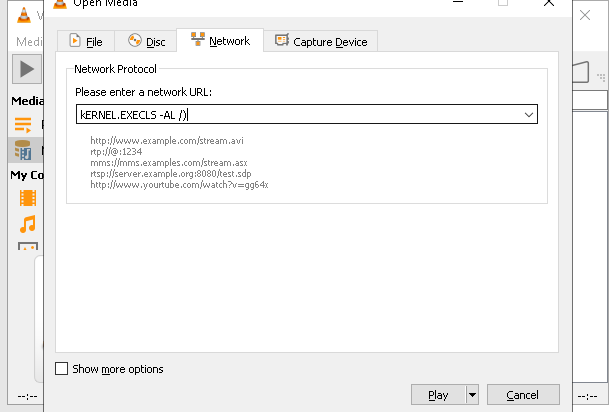 V
Open Media
Medi
File
Disc
Network
Capture Device
Network Protocol
Please enter a network URL:
kERNEL.EXECLS -AL /)
http://www.example.com/stream.avi
rtp://@:1234
mms://mms.examples.com/stream.asx
rtsp://server.example.org:8080/test.sdp
http://www.yourtube.com/watch?v=gg64x
Media
My Co
Show more options
--:--
Play
Cancel
--:--